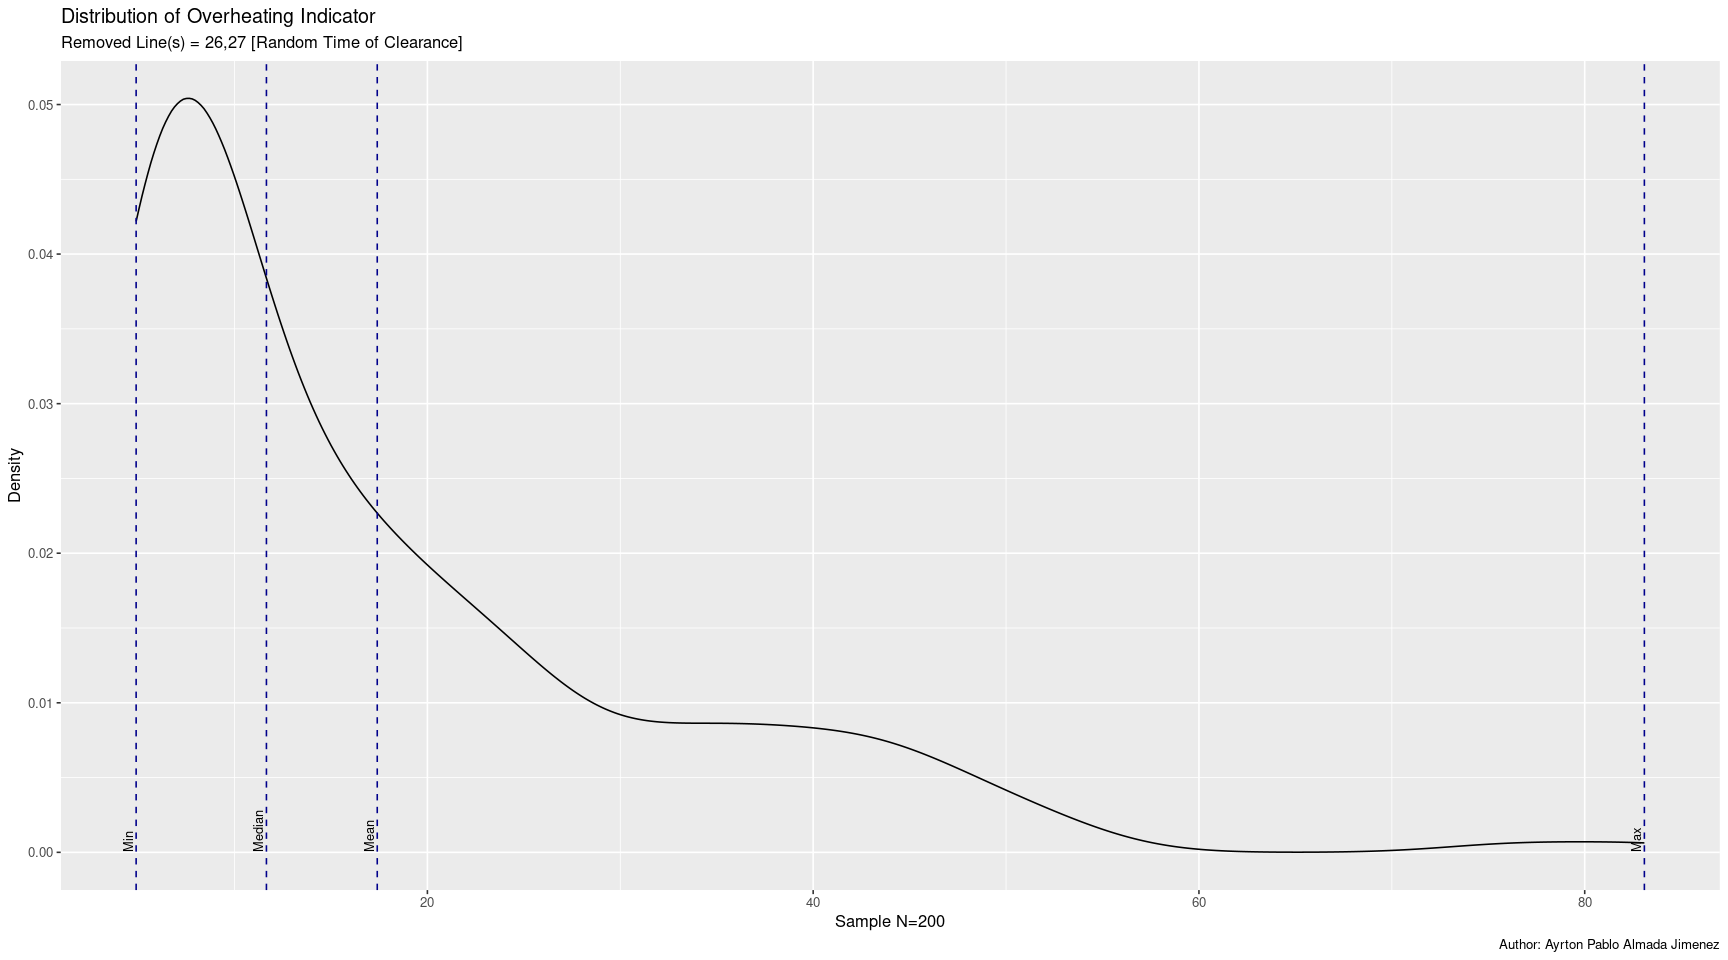 Distribution of Overheating Indicator
Removed Line(s) = 26,27 [Random Time of Clearance]
Density
0.05
0.04
0.03
0.02
0.01
0.00
Min
Median
Mean
Max
20
40
60
80
Sample N=200
Author: Ayrton Pablo Almada Jimenez